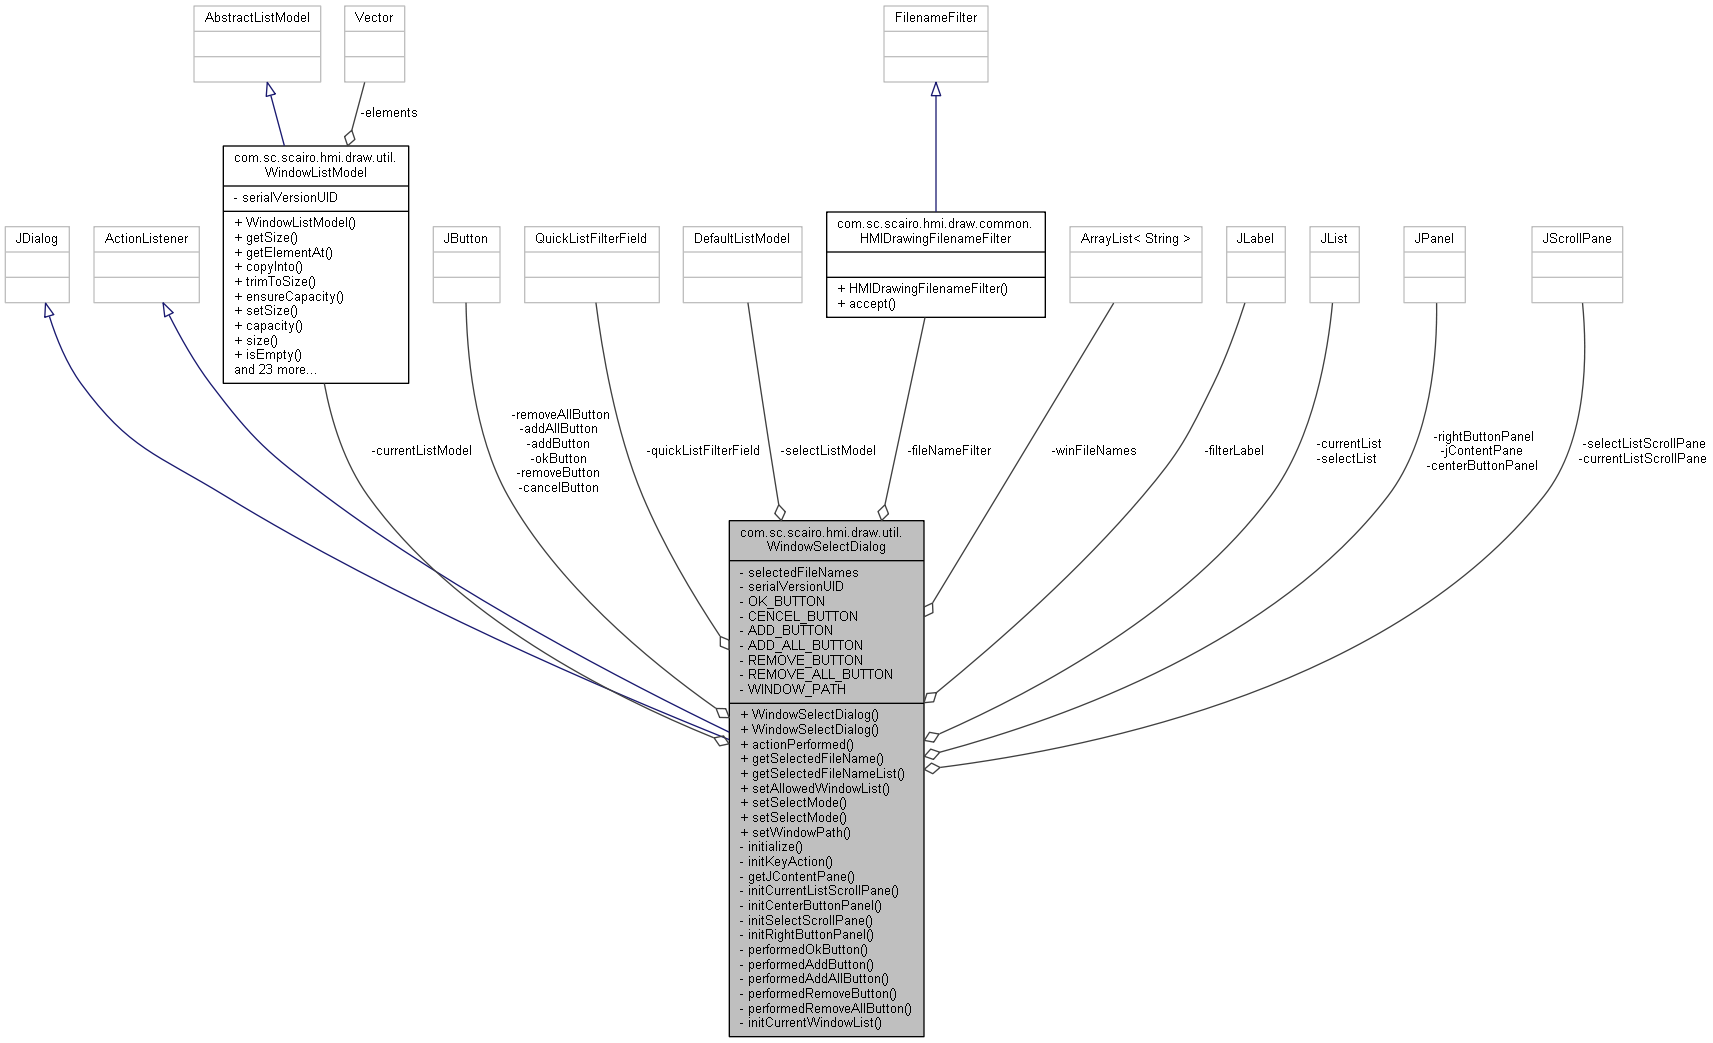 AbstractListModel
Vector
FilenameFilter
-elements
com.sc.scairo.hmi.draw.util.
WindowListModel
- serialVersionUID
+ WindowListModel()
+ getSize()
+ getElementAt()
+ copyInto()
+ trimToSize()
+ ensureCapacity()
+ setSize()
+ capacity()
+ size()
+ isEmpty()
and 23 more...
JDialog
ActionListener
JButton
QuickListFilterField
DefaultListModel
com.sc.scairo.hmi.draw.common.
HMIDrawingFilenameFilter
+ HMIDrawingFilenameFilter()
+ accept()
ArrayList< String >
JLabel
JList
JPanel
JScrollPane
-currentListModel
-removeAllButton
-addAllButton
-addButton
-okButton
-removeButton
-cancelButton
-quickListFilterField
-selectListModel
-fileNameFilter
-winFileNames
-filterLabel
-currentList
-selectList
-rightButtonPanel
-jContentPane
-centerButtonPanel
-selectListScrollPane
-currentListScrollPane
com.sc.scairo.hmi.draw.util.
WindowSelectDialog
- selectedFileNames
- serialVersionUID
- OK_BUTTON
- CENCEL_BUTTON
- ADD_BUTTON
- ADD_ALL_BUTTON
- REMOVE_BUTTON
- REMOVE_ALL_BUTTON
- WINDOW_PATH
+ WindowSelectDialog()
+ WindowSelectDialog()
+ actionPerformed()
+ getSelectedFileName()
+ getSelectedFileNameList()
+ setAllowedWindowList()
+ setSelectMode()
+ setSelectMode()
+ setWindowPath()
- initialize()
- initKeyAction()
- getJContentPane()
- initCurrentListScrollPane()
- initCenterButtonPanel()
- initSelectScrollPane()
- initRightButtonPanel()
- performedOkButton()
- performedAddButton()
- performedAddAllButton()
- performedRemoveButton()
- performedRemoveAllButton()
- initCurrentWindowList()